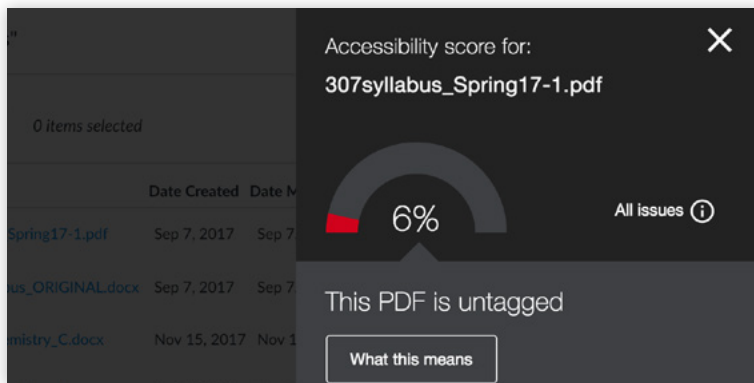 s"
Accessibility score for:
307syllabus_Spring17-1.pdf
0 items selected
Date Created Date M
Spring17-1.pdf Sep 7, 2017 Sep 7
us_ORIGINAL.docx Sep 7, 2017 Sep 7
mistry_C.docx Nov 15, 2017 Nov 1
6%
All issues
This PDF is untagged
What this means